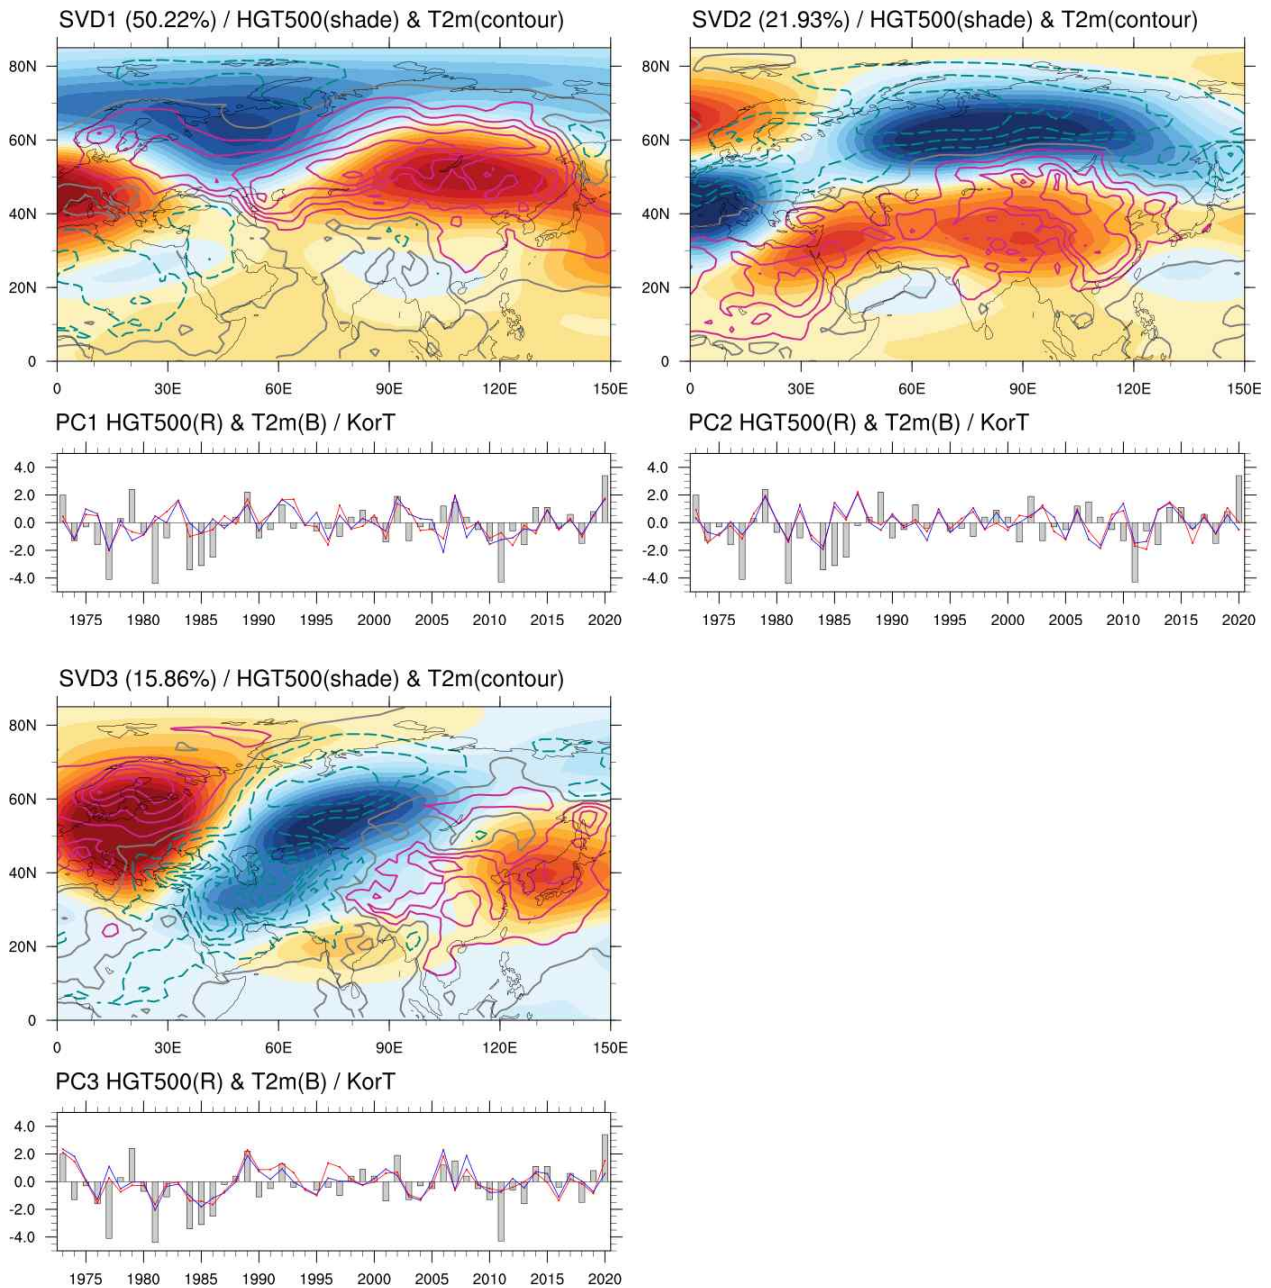 SVD1 (50.22%) / HGT500(shade) & T2m(contour)
80N
60N
40N
20N
0
0 30E 60E 90E 120E 150E
PC1 HGT500(R) & T2m(B) / KorT
4.0
2.0
0.0
-2.0
-4.0
1975 1980 1985 1990 1995 2000 2005 2010 2015 2020
SVD2 (21.93%) / HGT500(shade) & T2m(contour)
80N
60N
40N
20N
0
0 30E 60E 90E 120E 150E
PC2 HGT500(R) & T2m(B) / KorT
4.0
2.0
0.0
-2.0
-4.0
1975 1980 1985 1990 1995 2000 2005 2010 2015 2020
SVD3 (15.86%) / HGT500(shade) & T2m(contour)
80N
60N
40N
20N
0
0 30E 60E 90E 120E 150E
PC3 HGT500(R) & T2m(B) / KorT
4.0
2.0
0.0
-2.0
-4.0
1975 1980 1985 1990 1995 2000 2005 2010 2015 2020